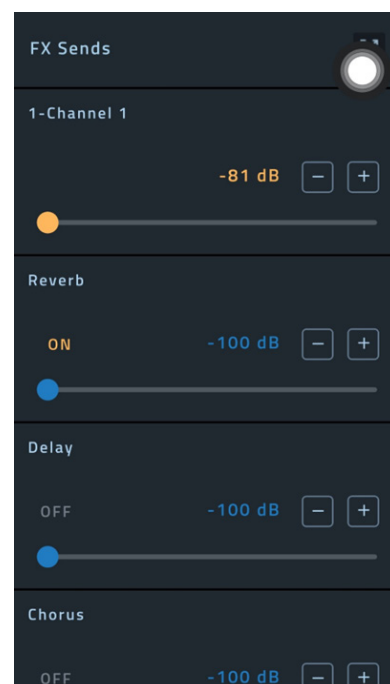 FX Sends
1-Channel 1
-81 dB − +
Reverb
ON -100 dB − +
Delay
OFF -100 dB − +
Chorus
OFF -100 dB − +